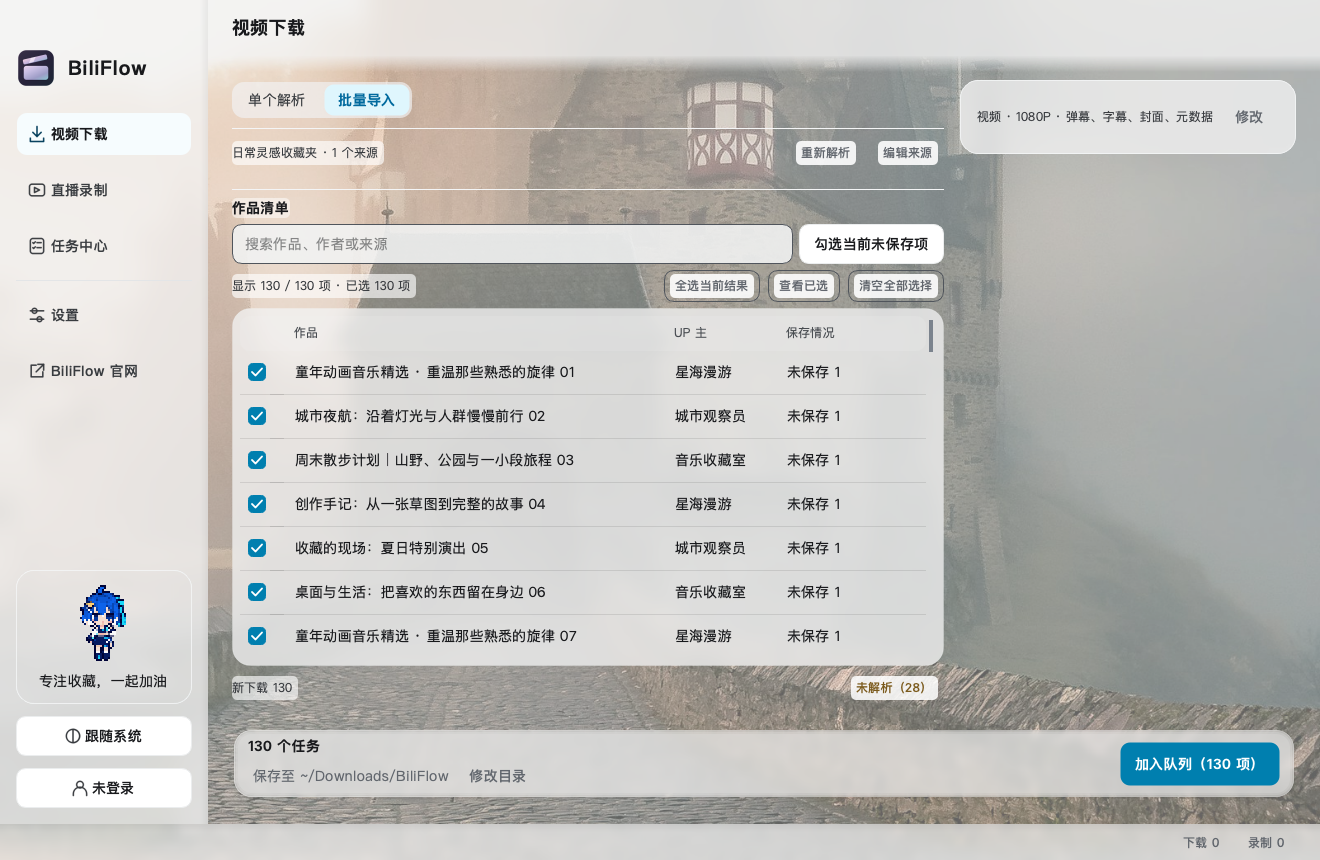 视频下载
BiliFlow
视频下载
直播录制
任务中心
设置
BiliFlow 官网
专注收藏，一起加油
跟随系统
未登录
单个解析
批量导入
日常灵感收藏夹 · 1 个来源
重新解析
编辑来源
视频 · 1080P · 弹幕、字幕、封面、元数据
修改
作品清单
搜索作品、作者或来源
勾选当前未保存项
显示 130 / 130 项 · 已选 130 项
全选当前结果
查看已选
清空全部选择
作品 UP 主 保存情况
童年动画音乐精选 · 重温那些熟悉的旋律 01 星海漫游 未保存 1
城市夜航：沿着灯光与人群慢慢前行 02 城市观察员 未保存 1
周末散步计划｜山野、公园与一小段旅程 03 音乐收藏室 未保存 1
创作手记：从一张草图到完整的故事 04 星海漫游 未保存 1
收藏的现场：夏日特别演出 05 城市观察员 未保存 1
桌面与生活：把喜欢的东西留在身边 06 音乐收藏室 未保存 1
童年动画音乐精选 · 重温那些熟悉的旋律 07 星海漫游 未保存 1
新下载 130
未解析（28）
130 个任务
保存至 ~/Downloads/BiliFlow
修改目录
加入队列（130 项）
下载 0
录制 0